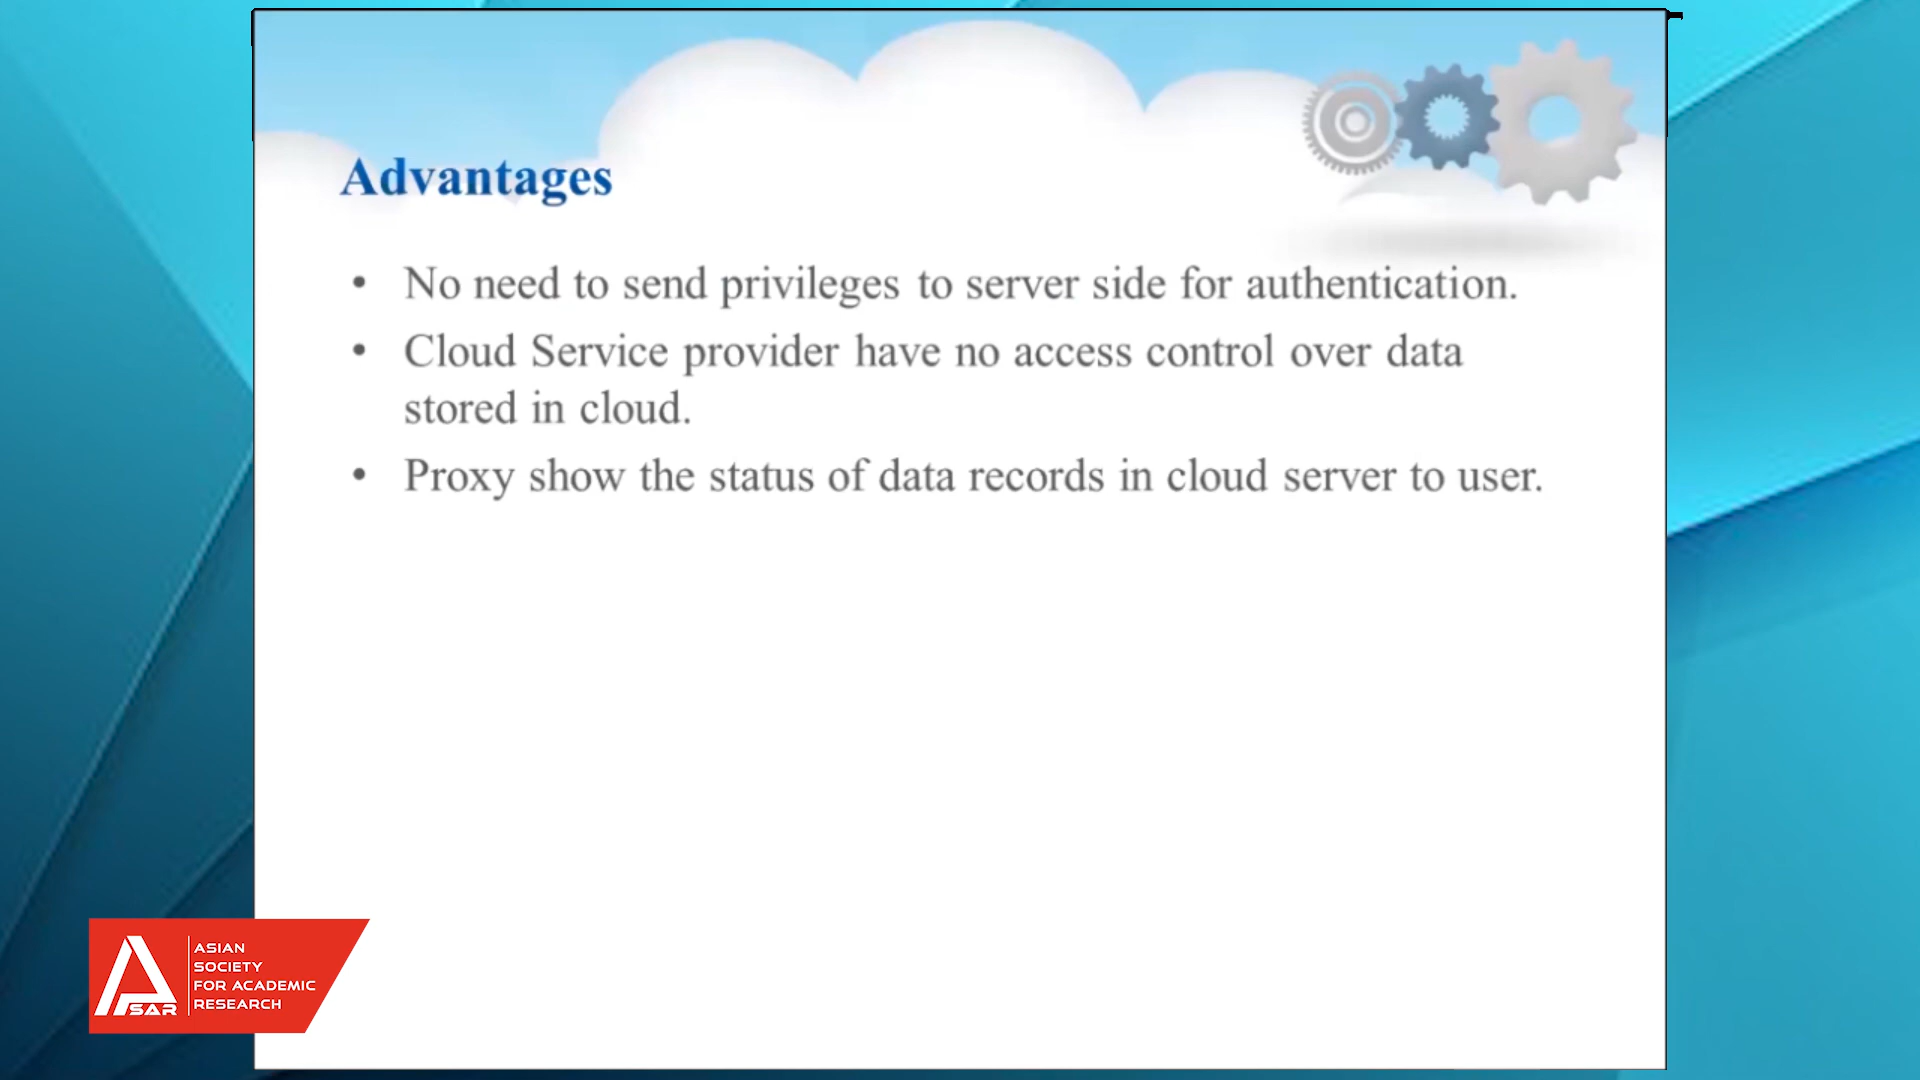 Advantages
• No need to send privileges to server side for authentication.
• Cloud Service provider have no access control over data
stored in cloud.
• Proxy show the status of data records in cloud server to user.
ASAR
ASIAN
SOCIETY
FOR ACADEMIC
RESEARCH